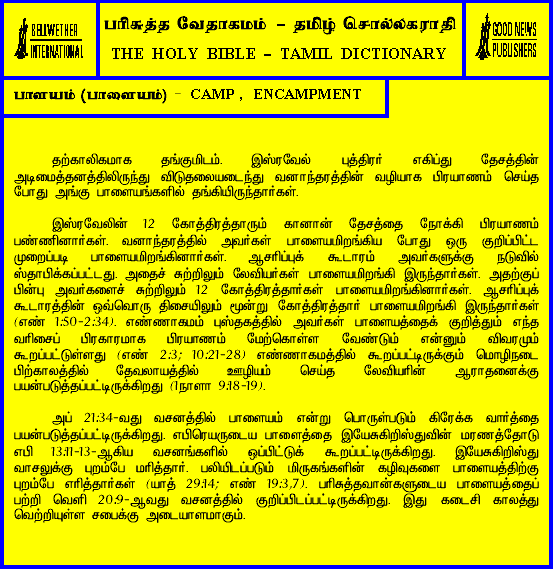 BELLWETHER
INTERNATIONAL
பரிசுத்த வேதாகமம் – தமிழ் சொல்லகராதி
THE HOLY BIBLE – TAMIL DICTIONARY
GOOD NEWS
PUBLISHERS
பாளயம் (பாளையம்) – CAMP , ENCAMPMENT
தற்காலிகமாக தங்குமிடம். இஸ்ரவேல் புத்திரர் எகிப்து தேசத்தின்
அடிமைத்தனத்திலிருந்து விடுதலையடைந்து வனாந்தரத்தின் வழியாக பிரயாணம் செய்த
போது அங்கு பாளையங்களில் தங்கியிருந்தார்கள்.
இஸ்ரவேலின் 12 கோத்திரத்தாரும் கானான் தேசத்தை நோக்கி பிரயாணம்
பண்ணினார்கள். வனாந்தரத்தில் அவர்கள் பாளையமிறங்கிய போது ஒரு குறிப்பிட்ட
முறைப்படி பாளையமிறங்கினார்கள். ஆசரிப்புக் கூடாரம் அவர்களுக்கு நடுவில்
ஸ்தாபிக்கப்பட்டது. அதைச் சுற்றிலும் லேவியர்கள் பாளையமிறங்கி இருந்தார்கள். அதற்குப்
பின்பு அவர்களைச் சுற்றிலும் 12 கோத்திரத்தார்கள் பாளையமிறங்கினார்கள். ஆசரிப்புக்
கூடாரத்தின் ஒவ்வொரு திசையிலும் மூன்று கோத்திரத்தார் பாளையமிறங்கி இருந்தார்கள்
(எண் 1:50-2:34). எண்ணாகமம் புஸ்தகத்தில் அவர்கள் பாளையத்தைக் குறித்தும் எந்த
வரிசைப் பிரகாரமாக பிரயாணம் மேற்கொள்ள வேண்டும் என்னும் விவரமும்
கூறப்பட்டுள்ளது (எண் 2:3; 10:21-28) எண்ணாகமத்தில் கூறப்பட்டிருக்கும் மொழிநடை
பிற்காலத்தில் தேவலாயத்தில் ஊழியம் செய்த லேவியரின் ஆராதனைக்கு
பயன்படுத்தப்பட்டிருக்கிறது (1நாளா 9:18-19).
அப் 21:34-வது வசனத்தில் பாளையம் என்று பொருள்படும் கிரேக்க வார்த்தை
பயன்படுத்தப்பட்டிருக்கிறது. எபிரெயருடைய பாளைத்தை இயேசுகிறிஸ்துவின் மரணத்தோடு
எபி 13:11-13-ஆகிய வசனங்களில் ஒப்பிட்டுக் கூறப்பட்டிருக்கிறது. இயேசுகிறிஸ்து
வாசலுக்கு புறம்பே மரித்தார். பலியிடப்படும் மிருகங்களின் கழிவுகளை பாளையத்திற்கு
புறம்பே எரித்தார்கள் (யாத் 29:14; எண் 19:3,7). பரிசுத்தவான்களுடைய பாளையத்தைப்
பற்றி வெளி 20:9-ஆவது வசனத்தில் குறிப்பிடப்பட்டிருக்கிறது. இது கடைசி காலத்து
வெற்றியுள்ள சபைக்கு அடையாளமாகும்.